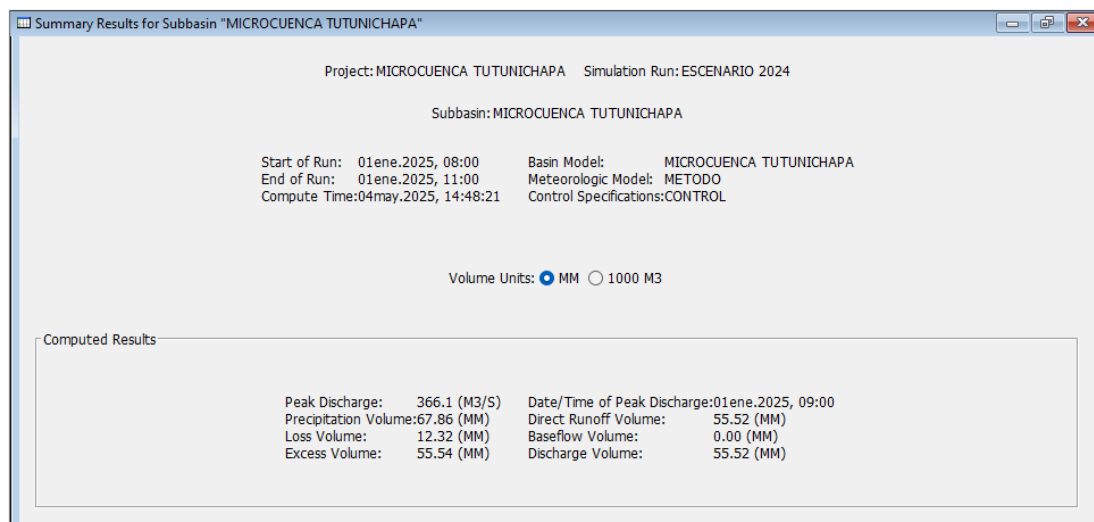 Summary Results for Subbasin "MICROCUENCA TUTUNICHAPA"
Project: MICROCUENCA TUTUNICHAPA Simulation Run: ESCENARIO 2024
Subbasin: MICROCUENCA TUTUNICHAPA
Start of Run: 01ene.2025, 08:00 Basin Model: MICROCUENCA TUTUNICHAPA
End of Run: 01ene.2025, 11:00 Meteorologic Model: METODO
Compute Time:04may.2025, 14:48:21 Control Specifications:CONTROL
Volume Units: MM 1000 M3
Computed Results
Peak Discharge: 366.1 (M3/S) Date/Time of Peak Discharge:01ene.2025, 09:00
Precipitation Volume:67.86 (MM) Direct Runoff Volume: 55.52 (MM)
Loss Volume: 12.32 (MM) Baseflow Volume: 0.00 (MM)
Excess Volume: 55.54 (MM) Discharge Volume: 55.52 (MM)